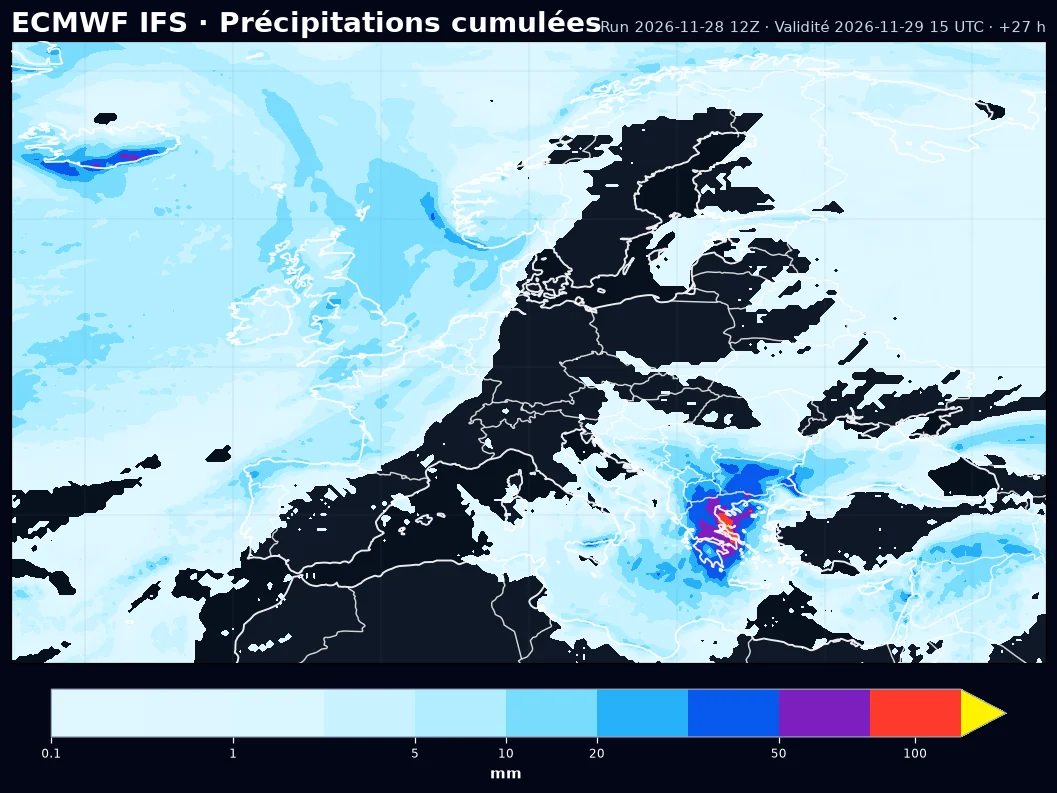 ECMWF IFS · Précipitations cumulées
Run 2026-11-28 12Z · Validité 2026-11-29 15 UTC · +27 h
0.1 1 5 10 20 50 100
mm